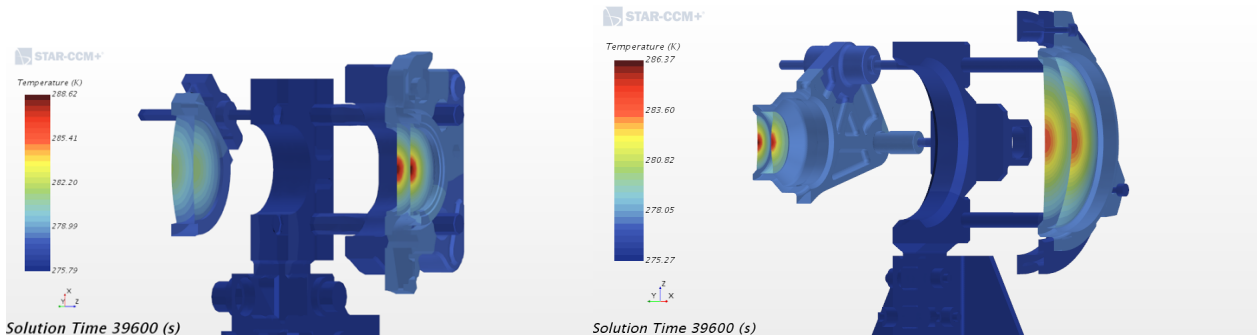 STAR-CCM+
Temperature (K)
288.62
285.41
282.20
278.99
275.79
X
Y
Z
Solution Time 39600 (s)
STAR-CCM+
Temperature (K)
286.37
283.60
280.82
278.05
275.27
Z
Y
X
Solution Time 39600 (s)